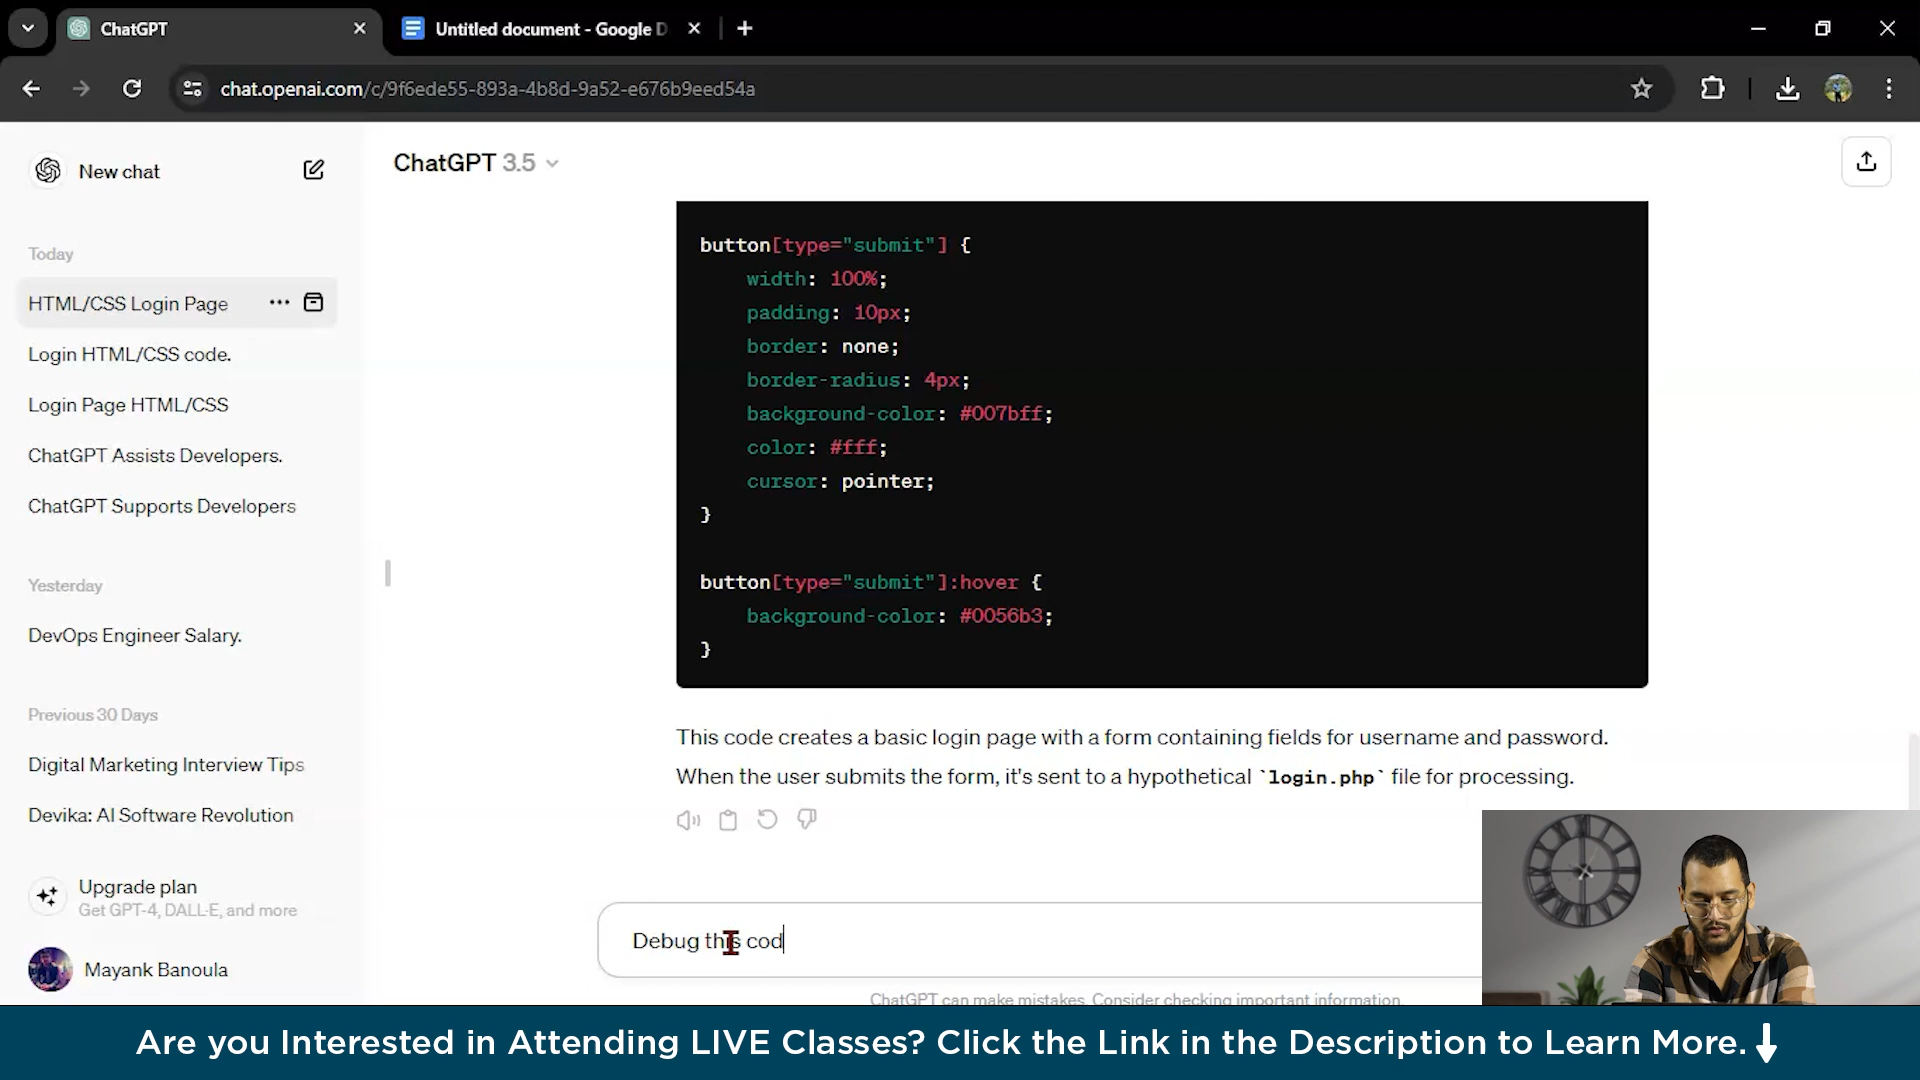 ChatGPT
Untitled document - Google D
chat.openai.com/c/9f6ede55-893a-4b8d-9a52-e676b9eed54a
New chat
ChatGPT 3.5
Today
HTML/CSS Login Page
Login HTML/CSS code.
Login Page HTML/CSS
ChatGPT Assists Developers.
ChatGPT Supports Developers
Yesterday
DevOps Engineer Salary.
Previous 30 Days
Digital Marketing Interview Tips
Devika: AI Software Revolution
Upgrade plan
Get GPT-4, DALL·E, and more
Mayank Banoula
button[type="submit"] {
width: 100%;
padding: 10px;
border: none;
border-radius: 4px;
background-color: #007bff;
color: #fff;
cursor: pointer;
}
button[type="submit"]:hover {
background-color: #0056b3;
}
This code creates a basic login page with a form containing fields for username and password.
When the user submits the form, it's sent to a hypothetical `login.php` file for processing.
Debug this cod
ChatGPT can make mistakes. Consider checking important information.
Are you Interested in Attending LIVE Classes? Click the Link in the Description to Learn More.